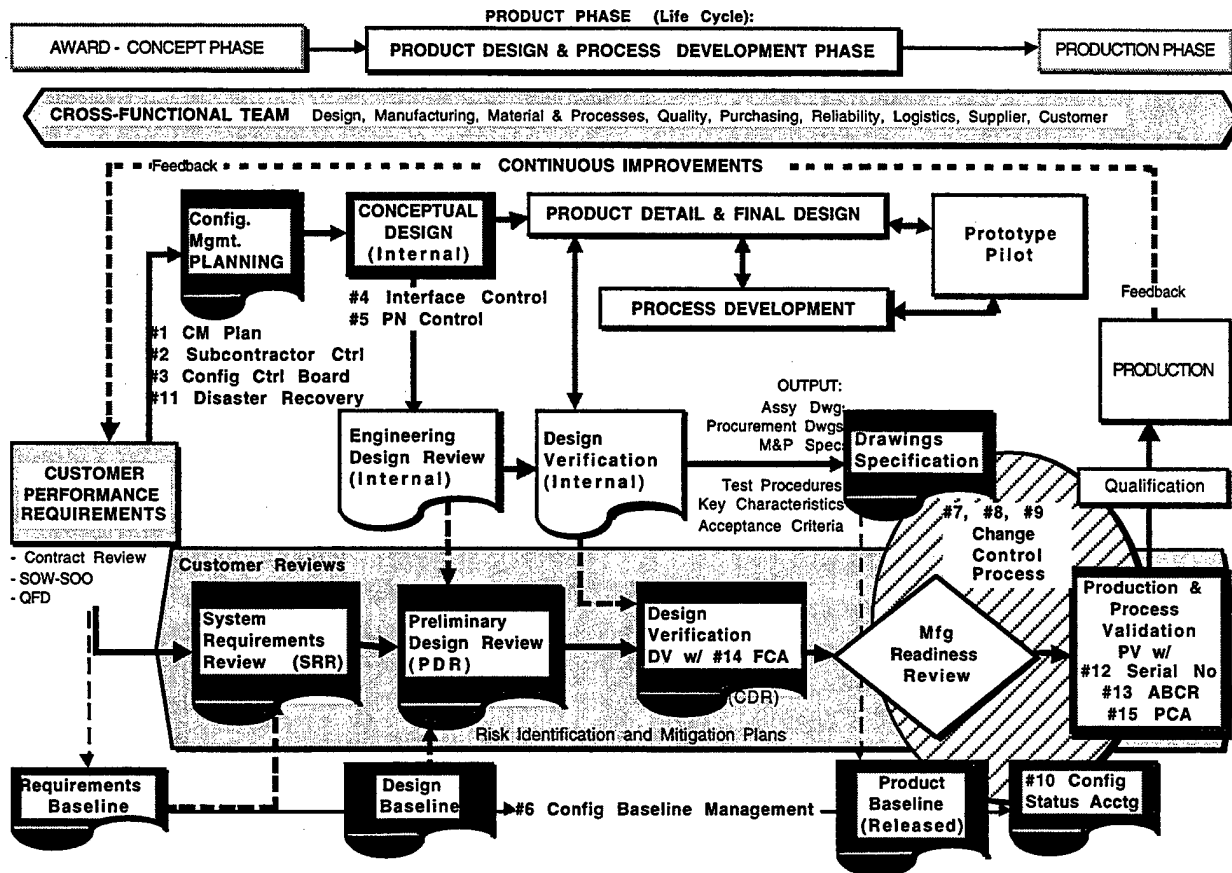 PRODUCT PHASE (Life Cycle):
AWARD - CONCEPT PHASE
PRODUCT DESIGN & PROCESS DEVELOPMENT PHASE
PRODUCTION PHASE
CROSS-FUNCTIONAL TEAM Design, Manufacturing, Material & Processes, Quality, Purchasing, Reliability, Logistics, Supplier, Customer
Feedback
CONTINUOUS IMPROVEMENTS
Config.
Mgmt.
PLANNING
CONCEPTUAL
DESIGN
(Internal)
PRODUCT DETAIL & FINAL DESIGN
Prototype
Pilot
#4 Interface Control
#5 PN Control
PROCESS DEVELOPMENT
Feedback
#1 CM Plan
#2 Subcontractor Ctrl
#3 Config Ctrl Board
#11 Disaster Recovery
PRODUCTION
OUTPUT:
Assy Dwg:
Procurement Dwgs
M&P Spec
Engineering
Design Review
(Internal)
Design
Verification
(Internal)
Drawings
Specification
CUSTOMER
PERFORMANCE
REQUIREMENTS
Test Procedures
Key Characteristics
Acceptance Criteria
Qualification
#7, #8, #9
Change
Control
Process
- Contract Review
- SOW-SOO
- QFD
Customer Reviews
System
Requirements
Review (SRR)
Preliminary
Design Review
(PDR)
Design
Verification
DV w/ #14 FCA
(CDR)
Mfg
Readiness
Review
Production &
Process
Validation
PV w/
#12 Serial No
#13 ABCR
#15 PCA
Risk Identification and Mitigation Plans
Requirements
Baseline
Design
Baseline
#6 Config Baseline Management
Product
Baseline
(Released)
#10 Config
Status Acctg